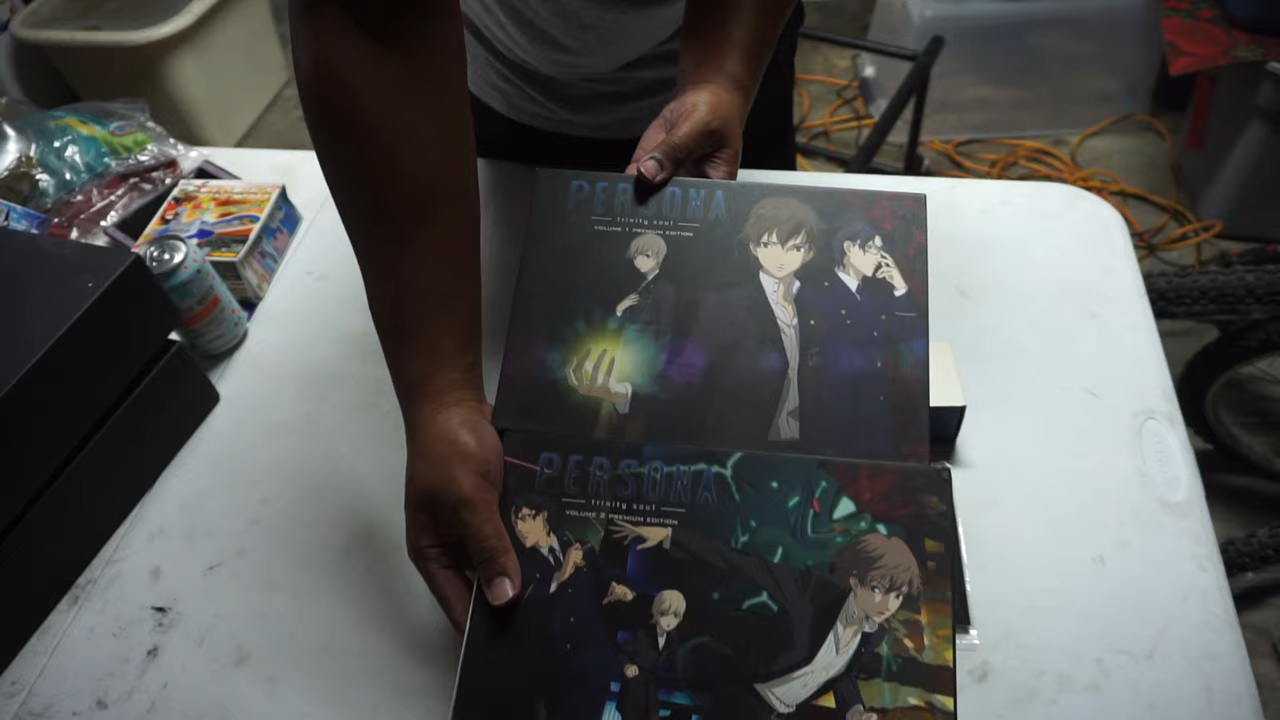 PERSONA
trinity soul
VOLUME 1 PREMIUM EDITION
PERSONA
trinity soul
VOLUME 2 PREMIUM EDITION